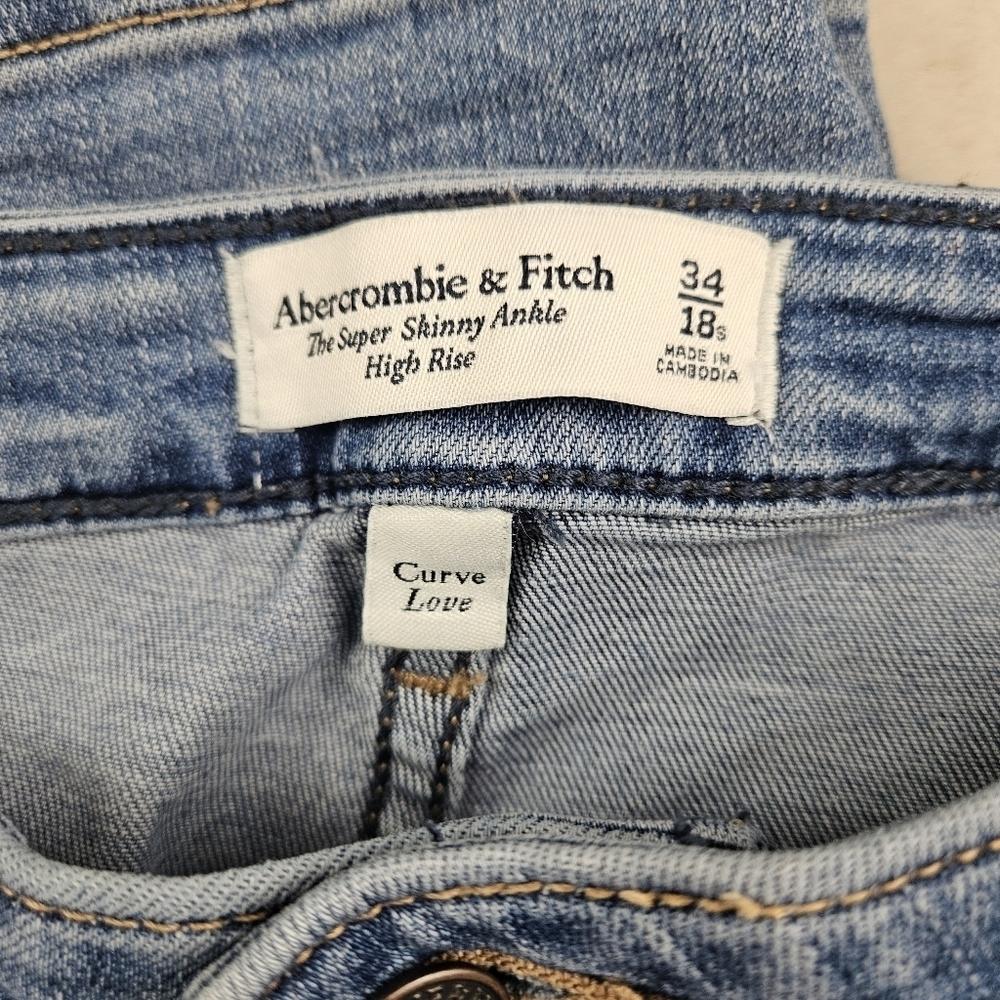 Abercrombie & Fitch
The Super Skinny Ankle
High Rise
34
18s
MADE IN
CAMBODIA
Curve
Love